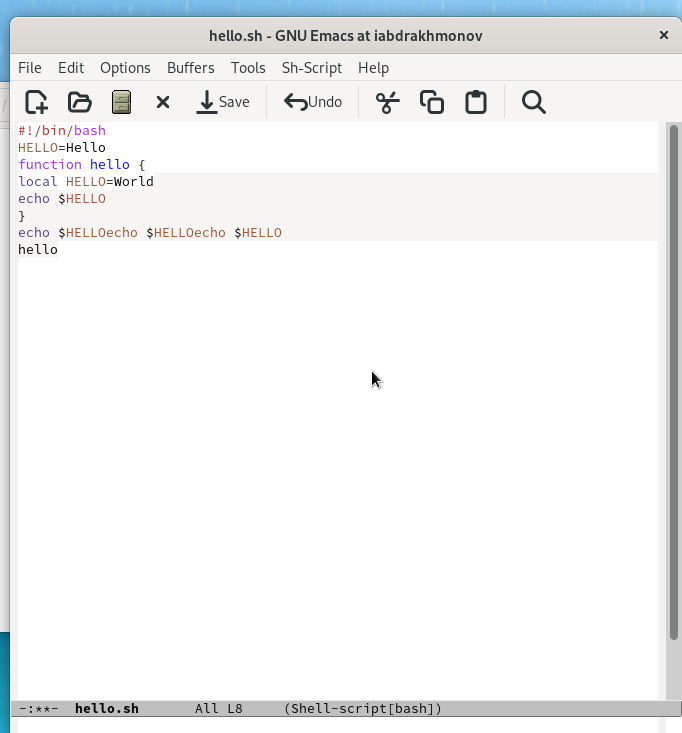 hello.sh - GNU Emacs at iabdrakhmonov
File Edit Options Buffers Tools Sh-Script Help
Save Undo
#!/bin/bash
HELLO=Hello
function hello {
local HELLO=World
echo $HELLO
}
echo $HELLOecho $HELLOecho $HELLO
hello
-:**- hello.sh All L8 (Shell-script[bash])